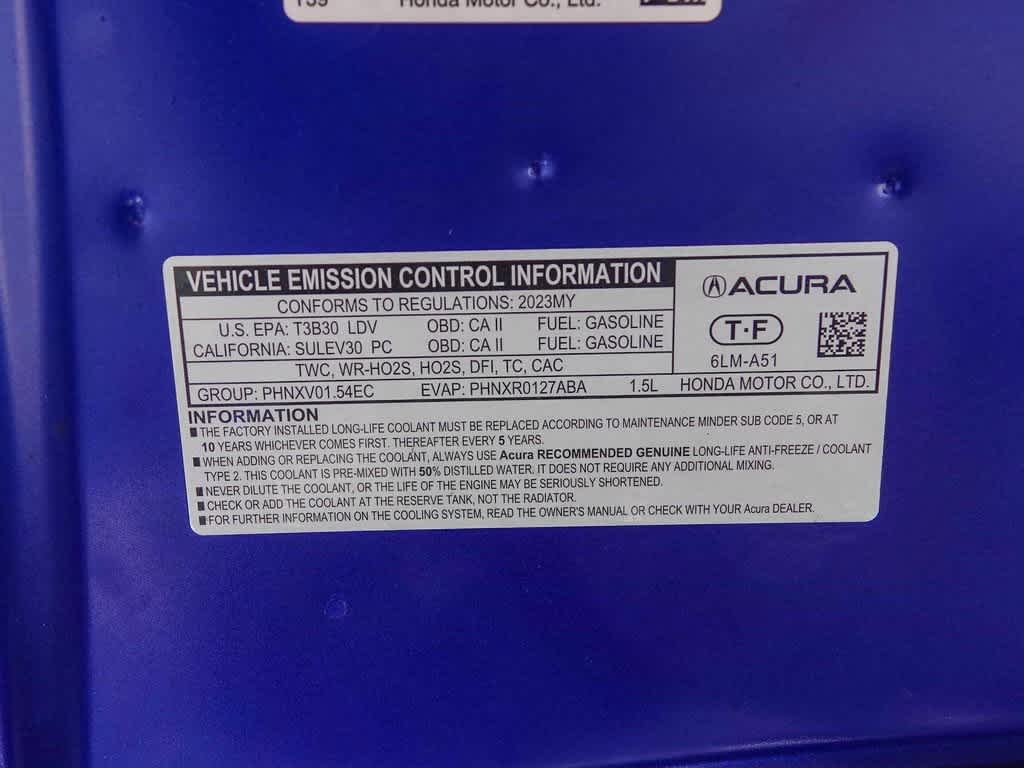 Honda Motor Co., Ltd.
VEHICLE EMISSION CONTROL INFORMATION
CONFORMS TO REGULATIONS: 2023MY
U.S. EPA: T3B30 LDV OBD: CA II FUEL: GASOLINE
CALIFORNIA: SULEV30 PC OBD: CA II FUEL: GASOLINE
TWC, WR-HO2S, HO2S, DFI, TC, CAC
GROUP: PHNXV01.54EC EVAP: PHNXR0127ABA 1.5L
ACURA
T·F
6LM-A51
HONDA MOTOR CO., LTD.
INFORMATION
■ THE FACTORY INSTALLED LONG-LIFE COOLANT MUST BE REPLACED ACCORDING TO MAINTENANCE MINDER SUB CODE 5, OR AT
10 YEARS WHICHEVER COMES FIRST. THEREAFTER EVERY 5 YEARS.
■ WHEN ADDING OR REPLACING THE COOLANT, ALWAYS USE Acura RECOMMENDED GENUINE LONG-LIFE ANTI-FREEZE / COOLANT
TYPE 2. THIS COOLANT IS PRE-MIXED WITH 50% DISTILLED WATER. IT DOES NOT REQUIRE ANY ADDITIONAL MIXING.
■ NEVER DILUTE THE COOLANT, OR THE LIFE OF THE ENGINE MAY BE SERIOUSLY SHORTENED.
■ CHECK OR ADD THE COOLANT AT THE RESERVE TANK, NOT THE RADIATOR.
■ FOR FURTHER INFORMATION ON THE COOLING SYSTEM, READ THE OWNER'S MANUAL OR CHECK WITH YOUR Acura DEALER.